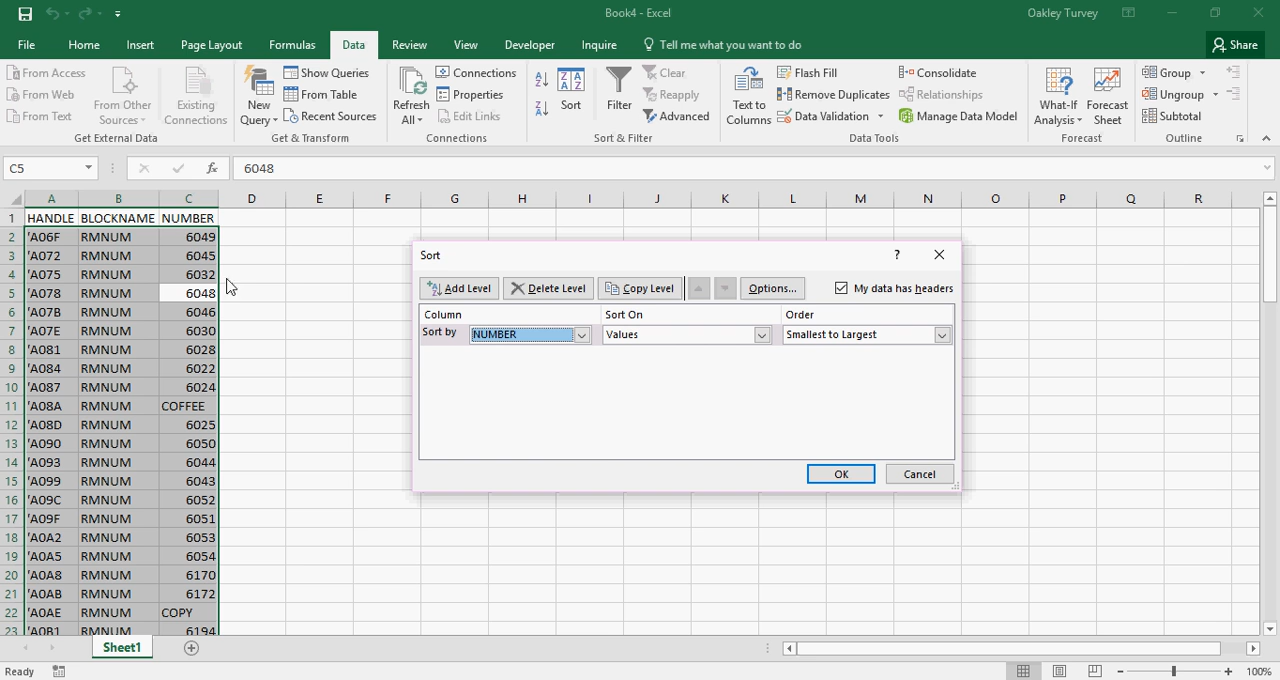 Book4 - Excel
Oakley Turvey
File Home Insert Page Layout Formulas Data Review View Developer Inquire Tell me what you want to do Share
From Access
From Web
From Text
From Other Sources
Existing Connections
Get External Data
New Query
Show Queries
From Table
Recent Sources
Get & Transform
Refresh All
Connections
Properties
Edit Links
Connections
Sort
Filter
Clear
Reapply
Advanced
Sort & Filter
Text to Columns
Flash Fill
Remove Duplicates
Data Validation
Consolidate
Relationships
Manage Data Model
Data Tools
What-If Analysis
Forecast Sheet
Forecast
Group
Ungroup
Subtotal
Outline
C5 fx 6048
A B C D E F G H I J K L M N O P Q R
1 HANDLE BLOCKNAME NUMBER
2 'A06F RMNUM 6049
3 'A072 RMNUM 6045
4 'A075 RMNUM 6032
5 'A078 RMNUM 6048
6 'A07B RMNUM 6046
7 'A07E RMNUM 6030
8 'A081 RMNUM 6028
9 'A084 RMNUM 6022
10 'A087 RMNUM 6024
11 'A08A RMNUM COFFEE
12 'A08D RMNUM 6025
13 'A090 RMNUM 6050
14 'A093 RMNUM 6044
15 'A099 RMNUM 6043
16 'A09C RMNUM 6052
17 'A09F RMNUM 6051
18 'A0A2 RMNUM 6053
19 'A0A5 RMNUM 6054
20 'A0A8 RMNUM 6170
21 'A0AB RMNUM 6172
22 'A0AE RMNUM COPY
23 'A0B1 RMNUM 6194
Sort ?
Add Level Delete Level Copy Level Options... My data has headers
Column Sort On Order
Sort by NUMBER Values Smallest to Largest
OK Cancel
Sheet1
Ready 100%